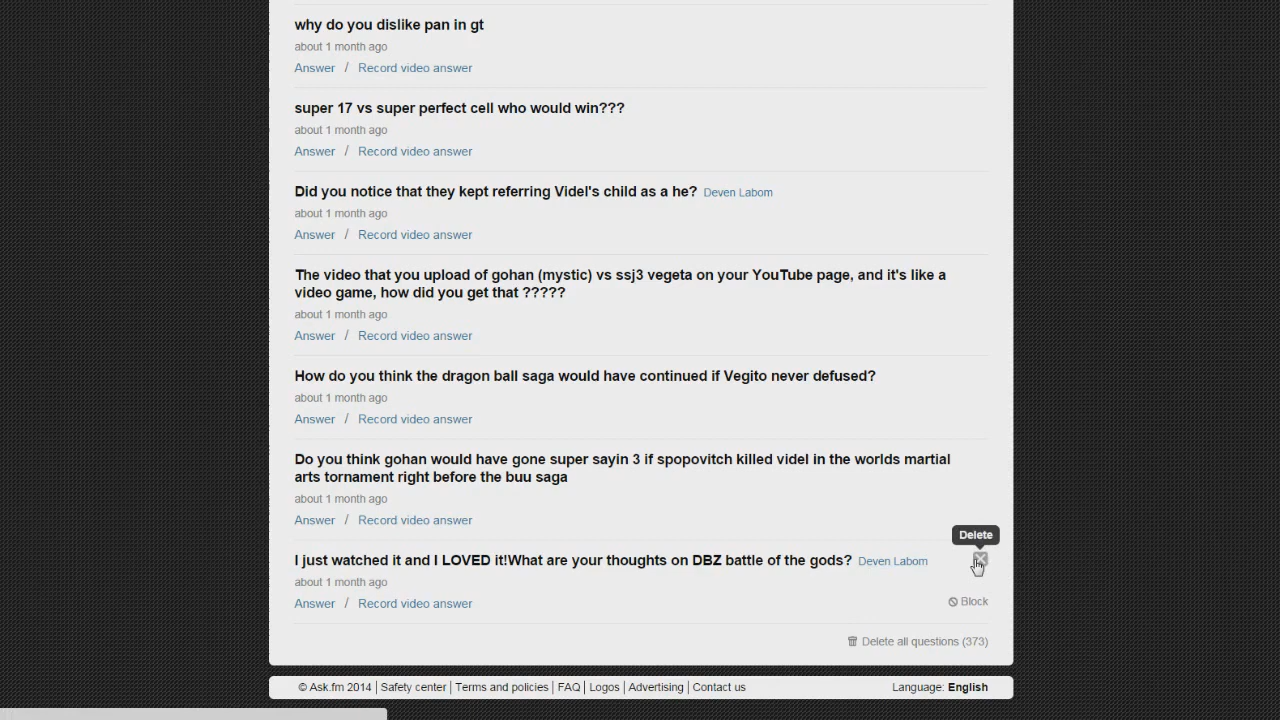 why do you dislike pan in gt
about 1 month ago
Answer / Record video answer
super 17 vs super perfect cell who would win???
about 1 month ago
Answer / Record video answer
Did you notice that they kept referring Videl's child as a he? Deven Labom
about 1 month ago
Answer / Record video answer
The video that you upload of gohan (mystic) vs ssj3 vegeta on your YouTube page, and it's like a
video game, how did you get that ?????
about 1 month ago
Answer / Record video answer
How do you think the dragon ball saga would have continued if Vegito never defused?
about 1 month ago
Answer / Record video answer
Do you think gohan would have gone super sayin 3 if spopovitch killed videl in the worlds martial
arts tornament right before the buu saga
about 1 month ago
Answer / Record video answer
Delete
I just watched it and I LOVED it!What are your thoughts on DBZ battle of the gods? Deven Labom
about 1 month ago
Answer / Record video answer
Block
Delete all questions (373)
© Ask.fm 2014 | Safety center | Terms and policies | FAQ | Logos | Advertising | Contact us
Language: English